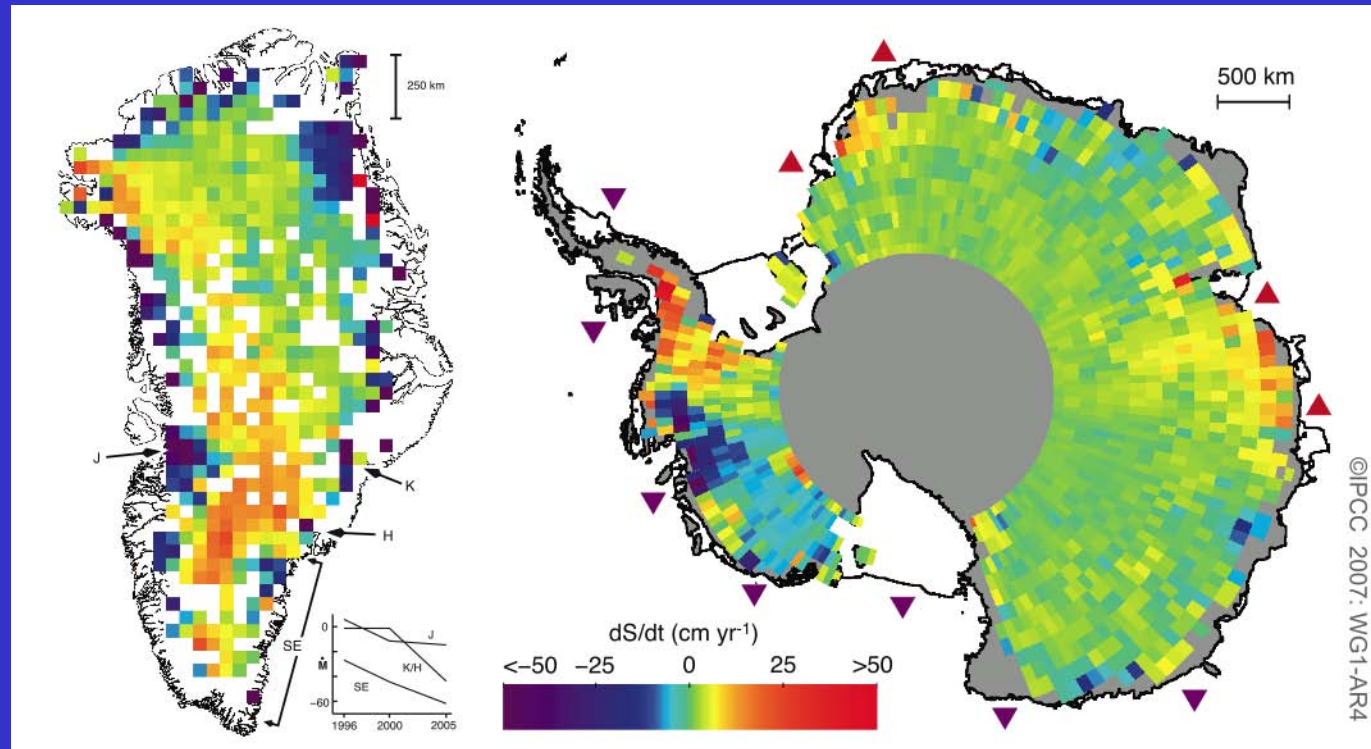 250 km
J
K
H
SE
0
Ṁ
−60
J
K/H
SE
1996 2000 2005
500 km
dS/dt (cm yr⁻¹)
<−50 −25 0 25 >50
©IPCC 2007: WG1-AR4